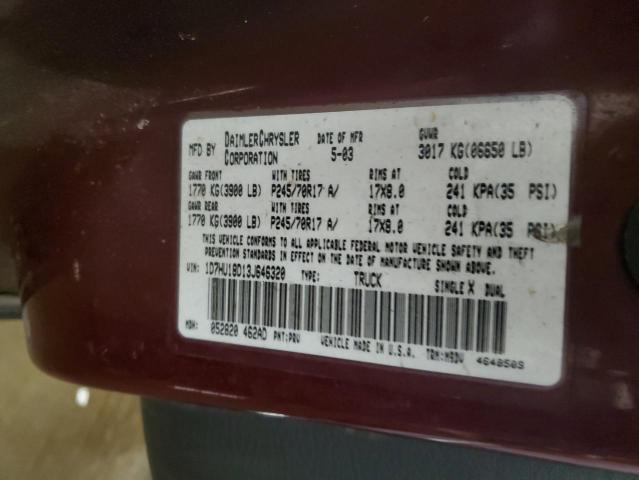 MFD BY DAIMLERCHRYSLER CORPORATION DATE OF MFR 5-03 GVWR 3017 KG(06650 LB)
GAWR FRONT WITH TIRES RIMS AT COLD
1770 KG(3900 LB) P245/70R17 A/ 17X8.0 241 KPA(35 PSI)
GAWR REAR WITH TIRES RIMS AT COLD
1770 KG(3900 LB) P245/70R17 A/ 17X8.0 241 KPA(35 PSI)
THIS VEHICLE CONFORMS TO ALL APPLICABLE FEDERAL MOTOR VEHICLE SAFETY AND THEFT
PREVENTION STANDARDS IN EFFECT ON THE DATE OF MANUFACTURE SHOWN ABOVE.
VIN: 1D7HU18D13J646320 TYPE: TRUCK SINGLE X DUAL
MDH: 052820 462AD PNT:PRV VEHICLE MADE IN U.S.A. TRM:MSDV 4648505